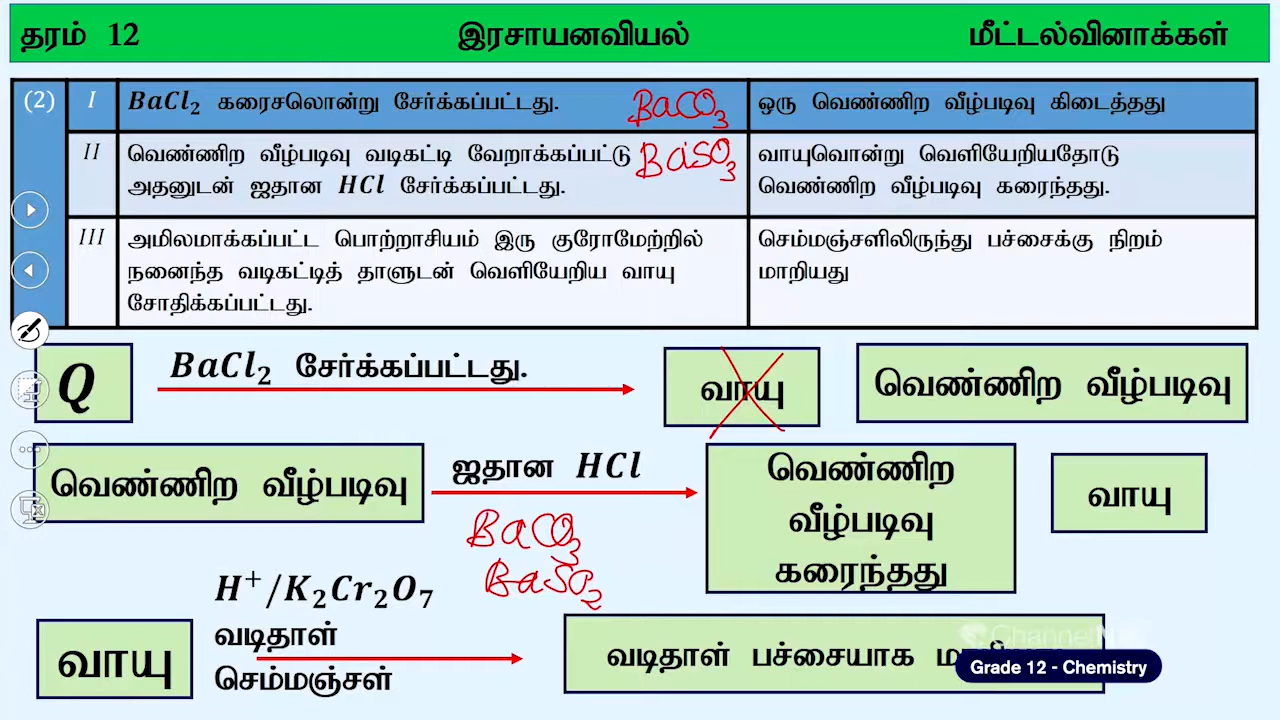 தரம் 12 இரசாயனவியல் மீட்டல்வினாக்கள்
(2) I BaCl₂ கரைசலொன்று சேர்க்கப்பட்டது. BaCO₃ ஒரு வெண்ணிற வீழ்படிவு கிடைத்தது
II வெண்ணிற வீழ்படிவு வடிகட்டி வேறாக்கப்பட்டு BaSO₃ வாயுவொன்று வெளியேறியதோடு
அதனுடன் ஐதான HCl சேர்க்கப்பட்டது. வெண்ணிற வீழ்படிவு கரைந்தது.
III அமிலமாக்கப்பட்ட பொற்றாசியம் இரு குரோமேற்றில் செம்மஞ்சளிலிருந்து பச்சைக்கு நிறம்
நனைந்த வடிகட்டித் தாளுடன் வெளியேறிய வாயு மாறியது
சோதிக்கப்பட்டது.
Q BaCl₂ சேர்க்கப்பட்டது. வாயு வெண்ணிற வீழ்படிவு
வெண்ணிற வீழ்படிவு ஐதான HCl வெண்ணிற
வீழ்படிவு
கரைந்தது
வாயு
BaCO₃
BaSO₂
H⁺/K₂Cr₂O₇
வாயு வடிதாள்
செம்மஞ்சள்
வடிதாள் பச்சையாக
Grade 12 - Chemistry